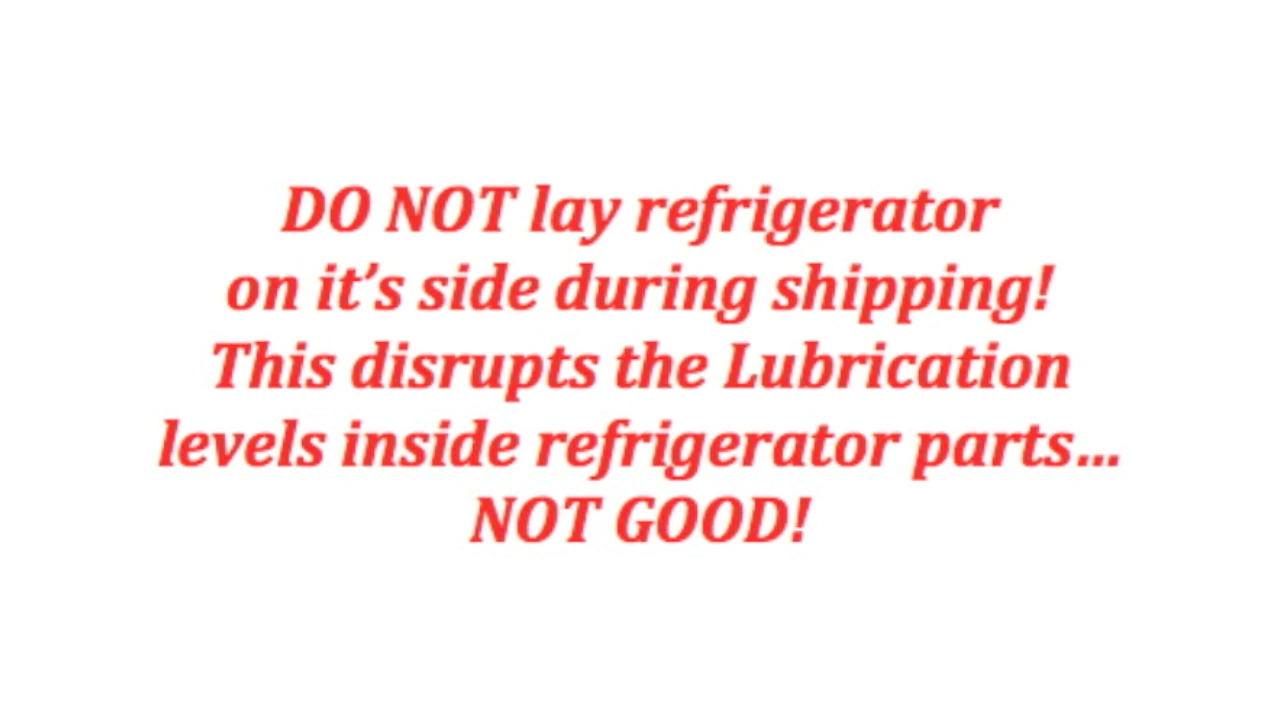 DO NOT lay refrigerator
on it’s side during shipping!
This disrupts the Lubrication
levels inside refrigerator parts...
NOT GOOD!